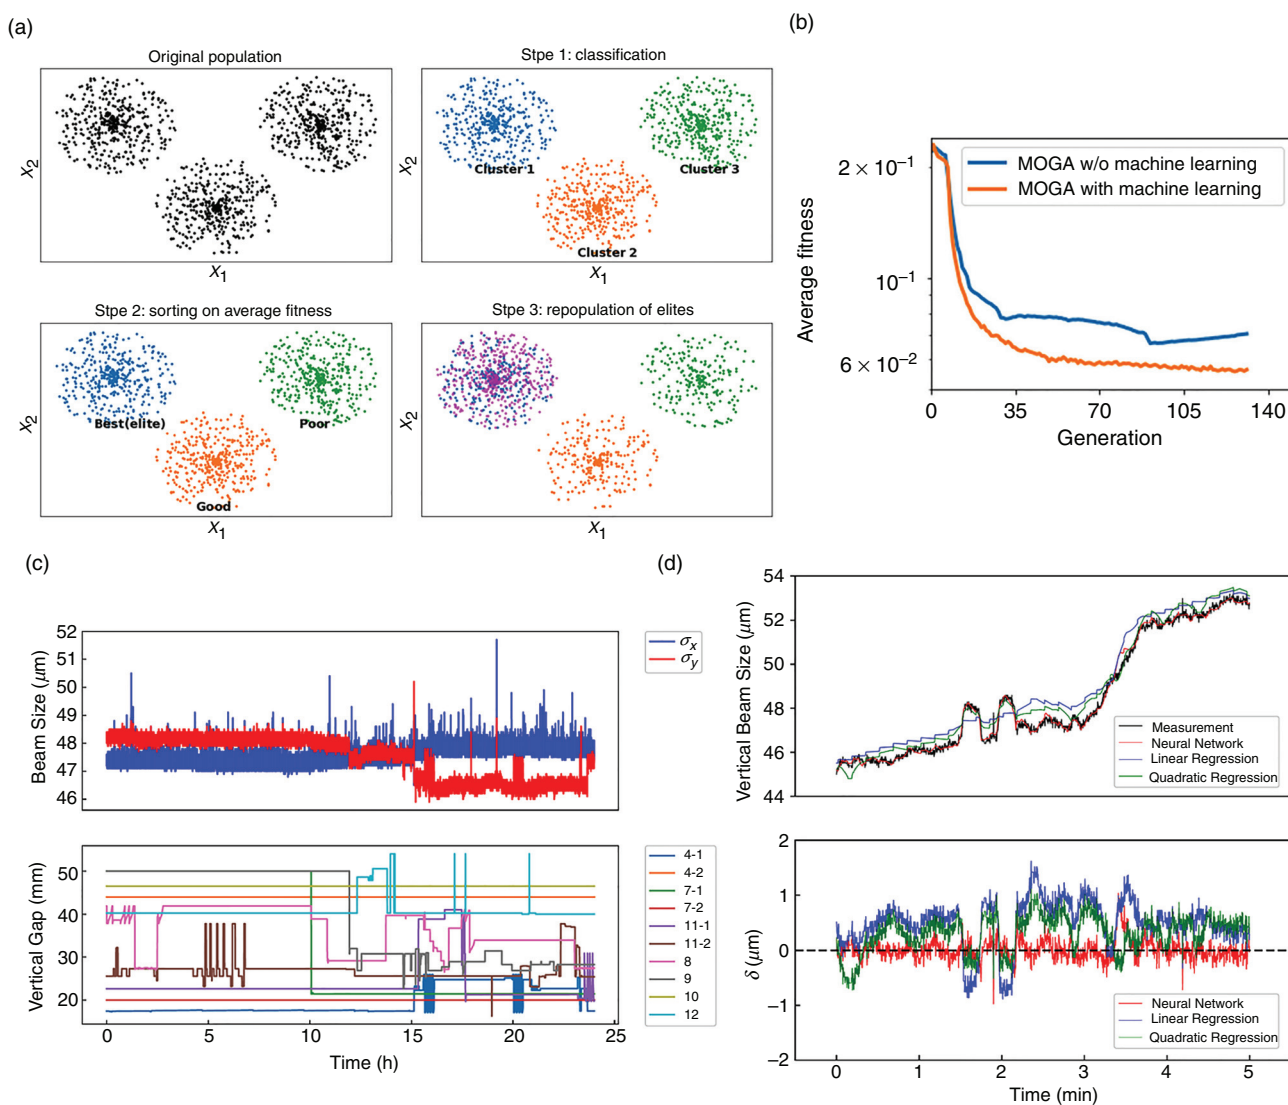 (a)
Original population
X2
X1
Stpe 1: classification
Cluster 1
Cluster 3
Cluster 2
X2
X1
Stpe 2: sorting on average fitness
Best(elite)
Poor
Good
X2
X1
Stpe 3: repopulation of elites
X2
X1
(b)
MOGA w/o machine learning
MOGA with machine learning
Average fitness
2 × 10⁻¹
10⁻¹
6 × 10⁻²
0 35 70 105 140
Generation
(c)
Beam Size (μm)
52
51
50
49
48
47
46
σx
σy
Vertical Gap (mm)
50
40
30
20
0 5 10 15 20 25
Time (h)
4-1
4-2
7-1
7-2
11-1
11-2
8
9
10
12
(d)
Vertical Beam Size (μm)
54
52
50
48
46
44
Measurement
Neural Network
Linear Regression
Quadratic Regression
δ (μm)
2
1
0
−1
−2
Neural Network
Linear Regression
Quadratic Regression
0 1 2 3 4 5
Time (min)